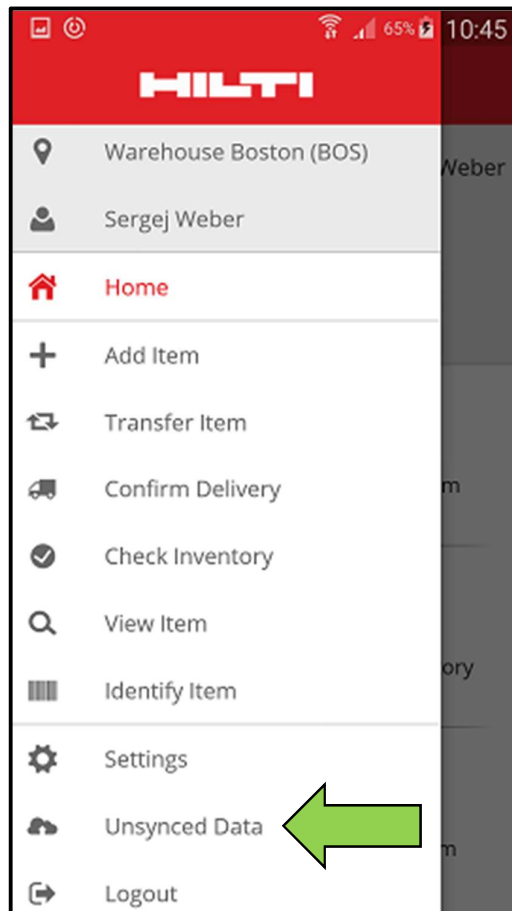 65% 10:45
HILTI
Warehouse Boston (BOS)
Weber
Sergej Weber
Home
Add Item
Transfer Item
Confirm Delivery
m
Check Inventory
View Item
ory
Identify Item
Settings
Unsynced Data
m
Logout